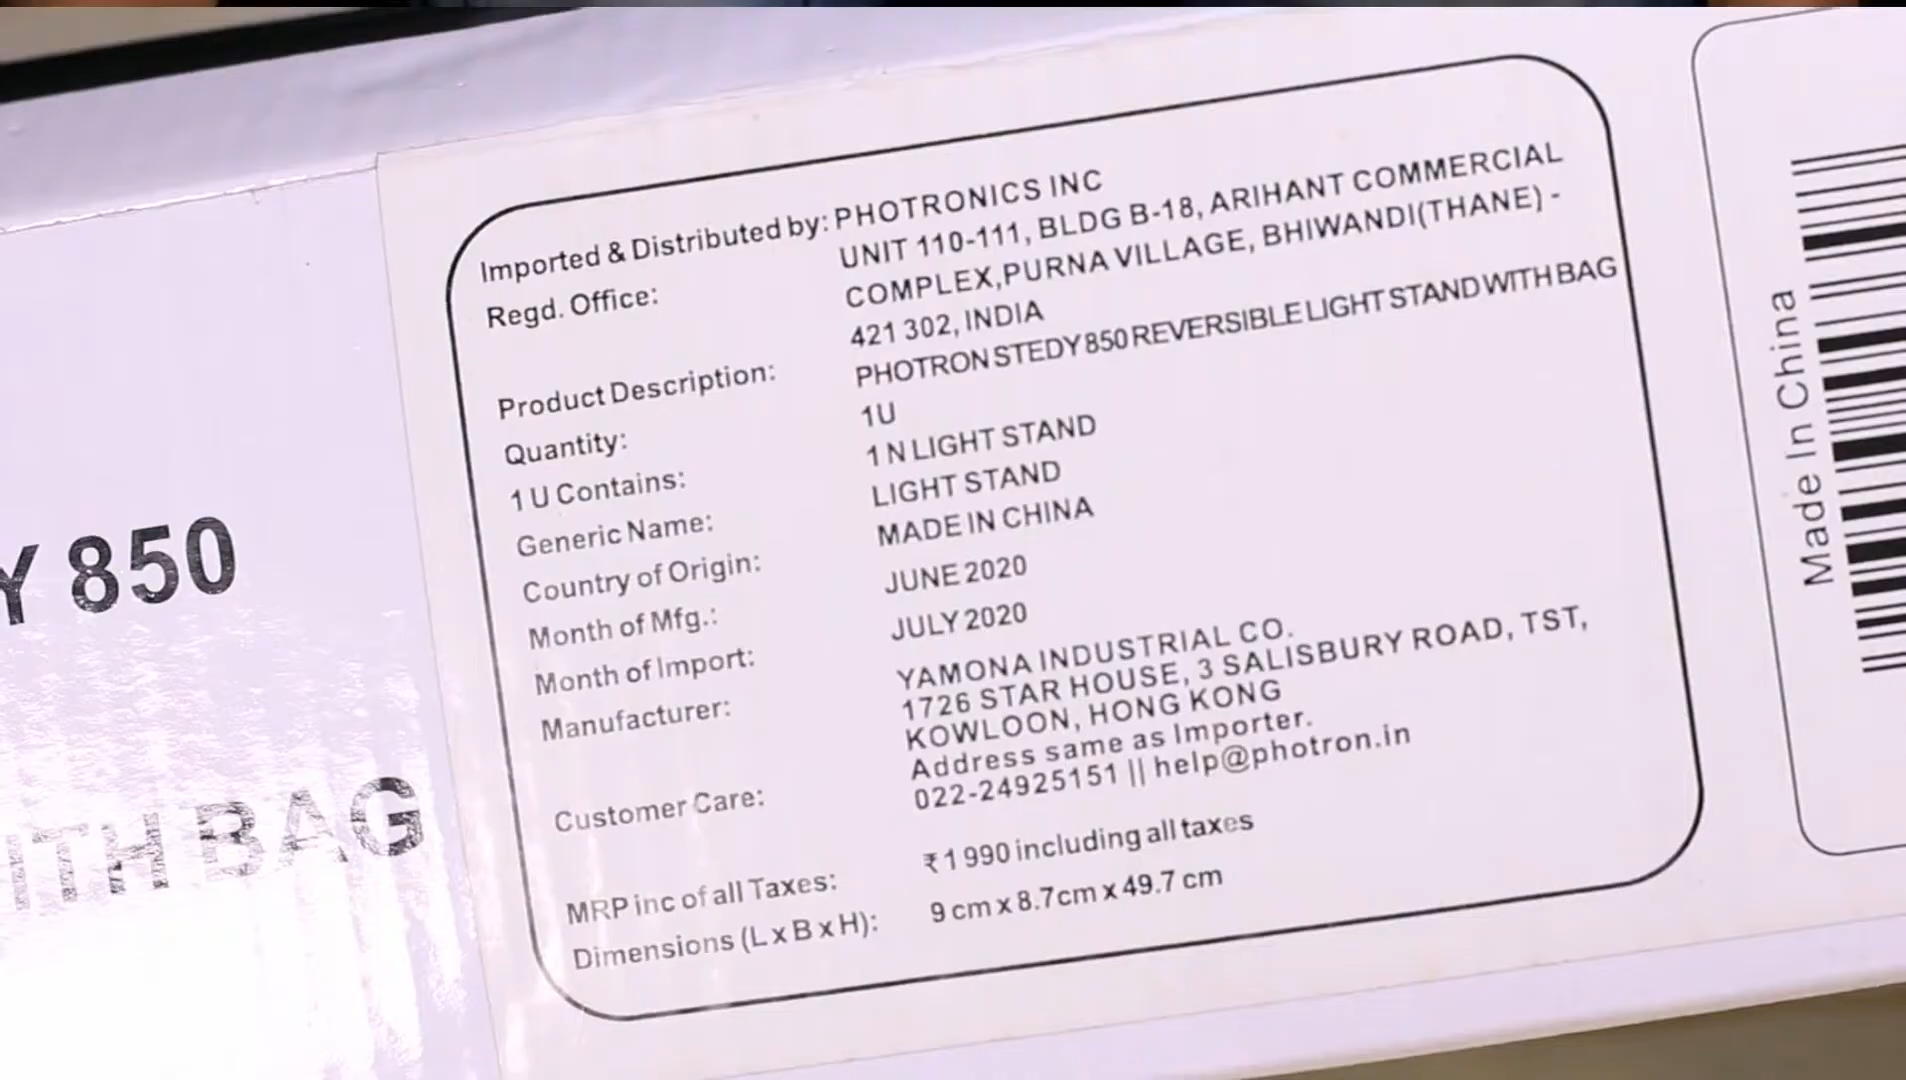 Y 850
WITH BAG
Imported & Distributed by: PHOTRONICS INC
Regd. Office: UNIT 110-111, BLDG B-18, ARIHANT COMMERCIAL
COMPLEX,PURNA VILLAGE, BHIWANDI(THANE) -
421 302, INDIA
Product Description: PHOTRON STEDY 850 REVERSIBLE LIGHT STAND WITH BAG
Quantity: 1U
1 U Contains: 1 N LIGHT STAND
Generic Name: LIGHT STAND
Country of Origin: MADE IN CHINA
Month of Mfg.: JUNE 2020
Month of Import: JULY 2020
Manufacturer: YAMONA INDUSTRIAL CO.
1726 STAR HOUSE, 3 SALISBURY ROAD, TST,
KOWLOON, HONG KONG
Customer Care: Address same as Importer.
022-24925151 || help@photron.in
MRP inc of all Taxes: ₹ 1 990 including all taxes
Dimensions (L x B x H): 9 cm x 8.7cm x 49.7 cm
Made In China